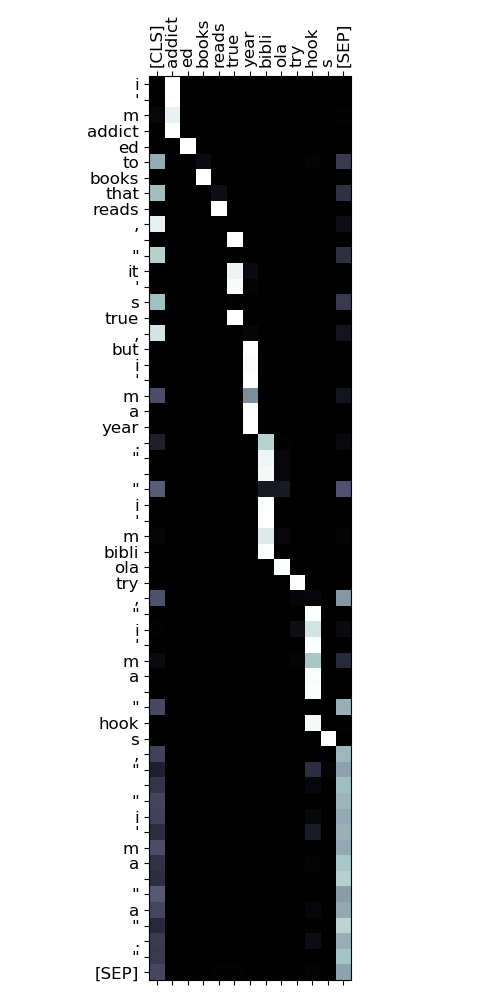 [CLS]
addict
ed
books
reads
true
year
bibli
ola
try
hook
s
[SEP]
i
'
m
addict
ed
to
books
that
reads
,
"
it
'
s
true
,
but
i
'
m
a
year
.
"
"
i
'
m
bibli
ola
try
,
"
i
'
m
a
"
hook
s
,
"
"
i
'
m
a
"
a
"
.
"
[SEP]